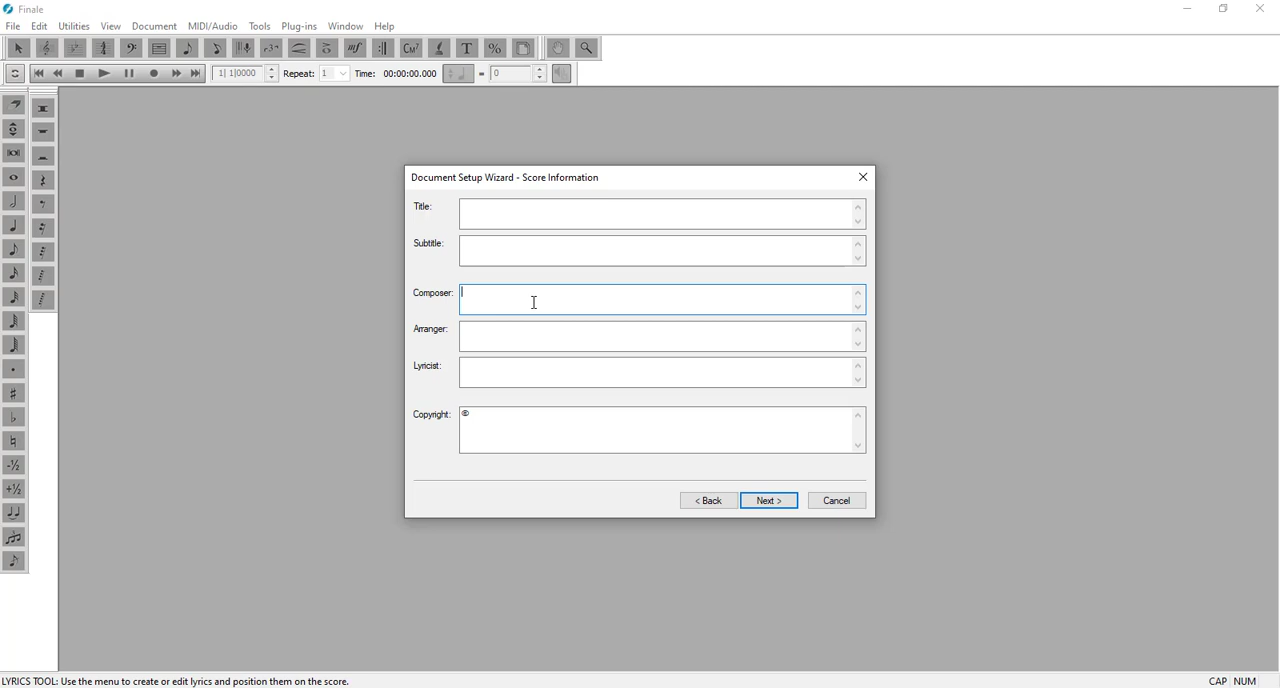 Finale
File Edit Utilities View Document MIDI/Audio Tools Plug-ins Window Help
1| 1|0000 Repeat: 1 Time: 00:00:00.000 = 0
Document Setup Wizard - Score Information
Title:
Subtitle:
Composer:
Arranger:
Lyricist:
Copyright: ©
< Back Next > Cancel
LYRICS TOOL: Use the menu to create or edit lyrics and position them on the score. CAP NUM